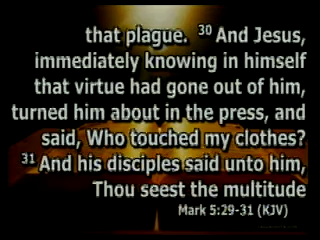 that plague. 30 And Jesus,
immediately knowing in himself
that virtue had gone out of him,
turned him about in the press, and
said, Who touched my clothes?
31 And his disciples said unto him,
Thou seest the multitude
Mark 5:29-31 (KJV)